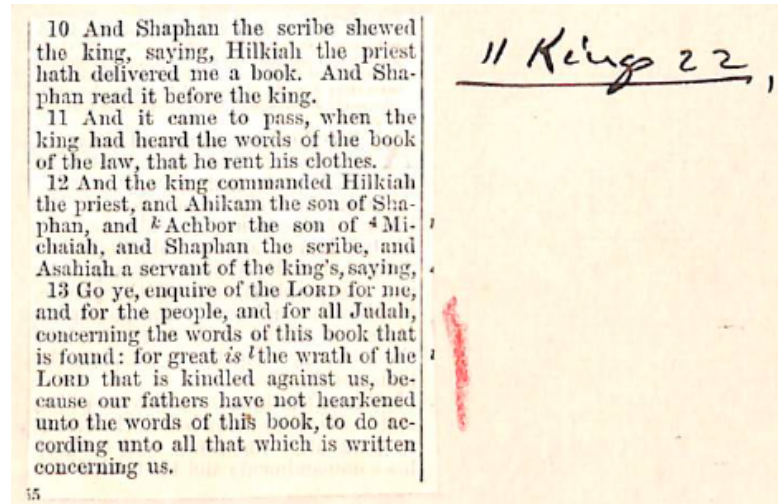 10 And Shaphan the scribe shewed
the king, saying, Hilkiah the priest
hath delivered me a book. And Sha-
phan read it before the king.
11 And it came to pass, when the
king had heard the words of the book
of the law, that he rent his clothes.
12 And the king commanded Hilkiah
the priest, and Ahikam the son of Sha-
phan, and k Achbor the son of 4 Mi-
chaiah, and Shaphan the scribe, and
Asahiah a servant of the king's, saying,
13 Go ye, enquire of the LORD for me,
and for the people, and for all Judah,
concerning the words of this book that
is found: for great is l the wrath of the
LORD that is kindled against us, be-
cause our fathers have not hearkened
unto the words of this book, to do ac-
cording unto all that which is written
concerning us.
II Kings 22,